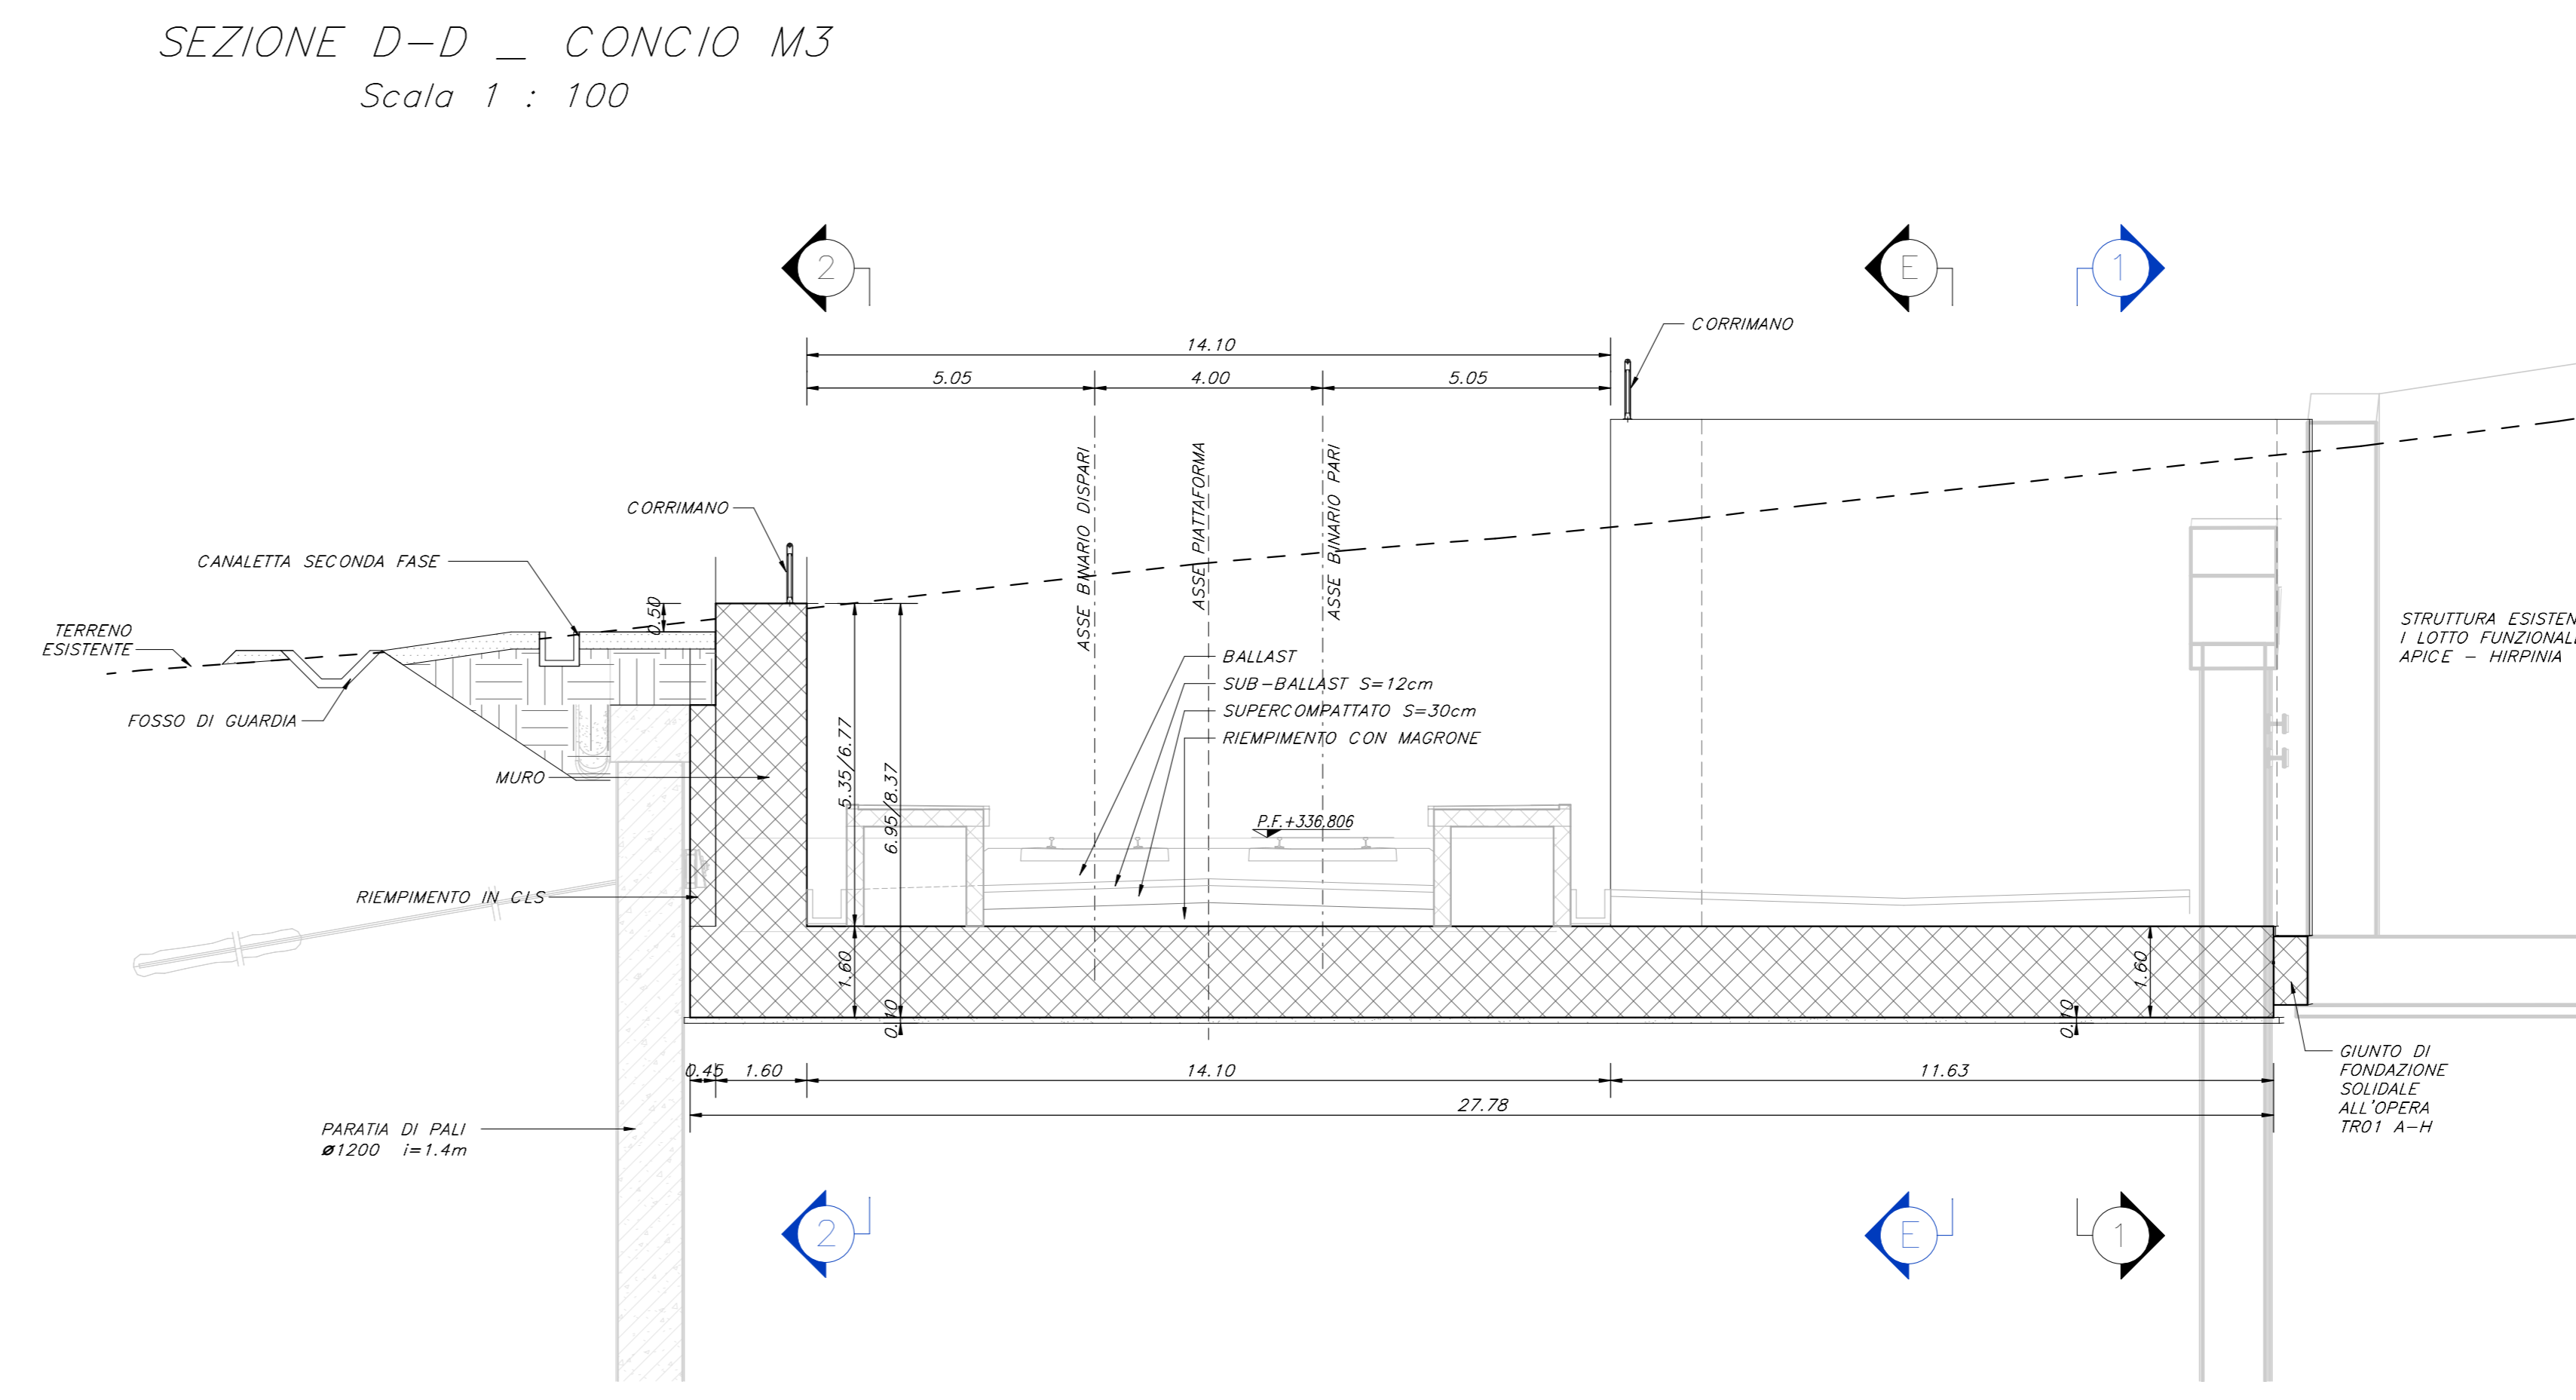 SEZIONE D-D _ CONCIO M3
Scala 1 : 100
2
E
1
CORRIMANO
14.10
5.05
4.00
5.05
ASSE BINARIO DISPARI
ASSE PIATTAFORMA
ASSE BINARIO PARI
CORRIMANO
CANALETTA SECONDA FASE
0.50
TERRENO
ESISTENTE
FOSSO DI GUARDIA
STRUTTURA ESISTEN
I LOTTO FUNZIONALE
APICE - HIRPINIA
BALLAST
SUB-BALLAST S=12cm
SUPERCOMPATTATO S=30cm
RIEMPIMENTO CON MAGRONE
MURO
5.35/6.77
6.95/8.37
P.F.+336.806
RIEMPIMENTO IN CLS
1.60
0.10
1.60
0.10
0.45
1.60
14.10
11.63
27.78
GIUNTO DI
FONDAZIONE
SOLIDALE
ALL'OPERA
TR01 A-H
PARATIA DI PALI
ø1200 i=1.4m
2
E
1